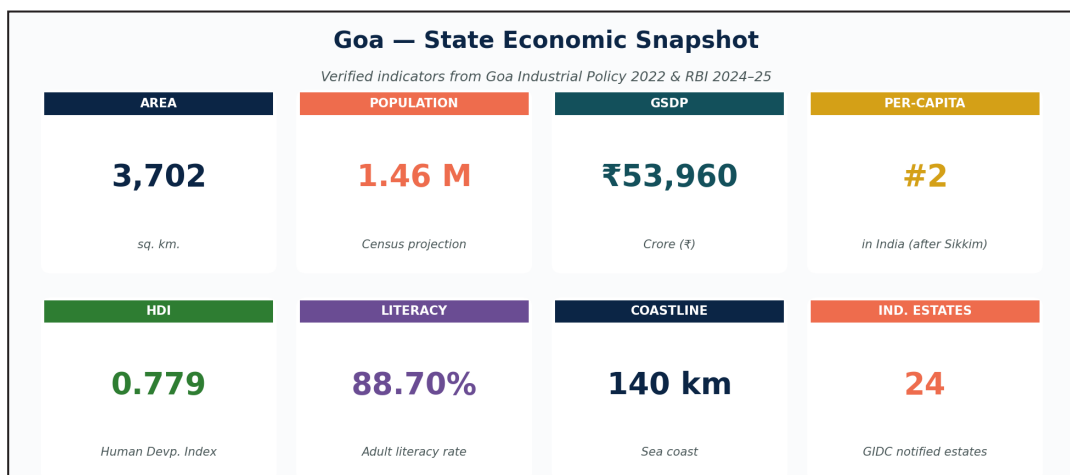 Goa — State Economic Snapshot
Verified indicators from Goa Industrial Policy 2022 & RBI 2024–25
AREA
3,702
sq. km.
POPULATION
1.46 M
Census projection
GSDP
₹53,960
Crore (₹)
PER-CAPITA
#2
in India (after Sikkim)
HDI
0.779
Human Devp. Index
LITERACY
88.70%
Adult literacy rate
COASTLINE
140 km
Sea coast
IND. ESTATES
24
GIDC notified estates